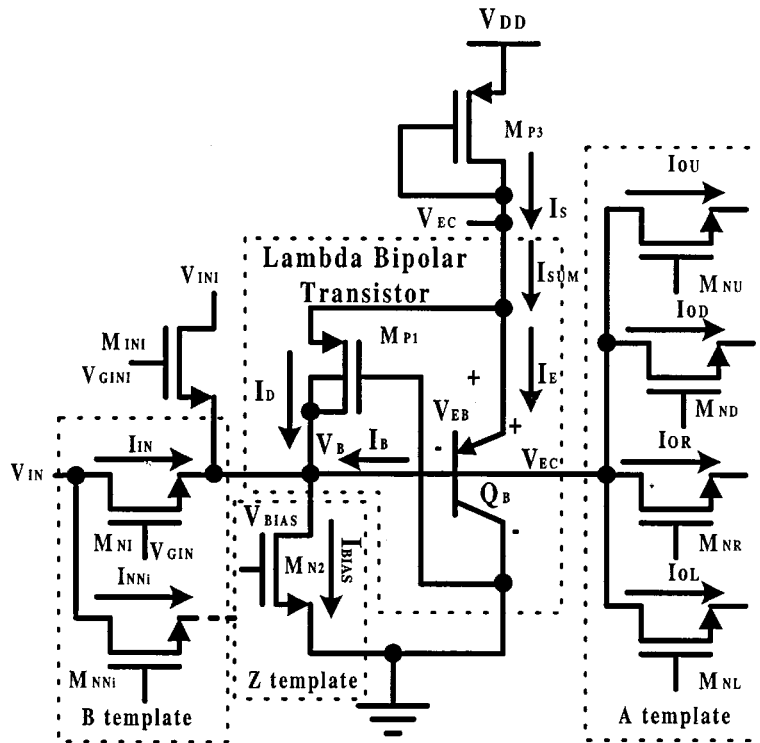 VDD
MP3
IS
VEC
IOU
MNU
Lambda Bipolar
Transistor
ISUM
VINI
MINI
VGINI
MP1
IOD
MND
ID
IE
+
+
VEB
-
VB
IB
VEC
IOR
MNR
IIN
VIN
MNI
VGIN
QB
-
VBIAS
MN2
IBIAS
INNi
MNNi
IOL
MNL
Z template
B template
A template